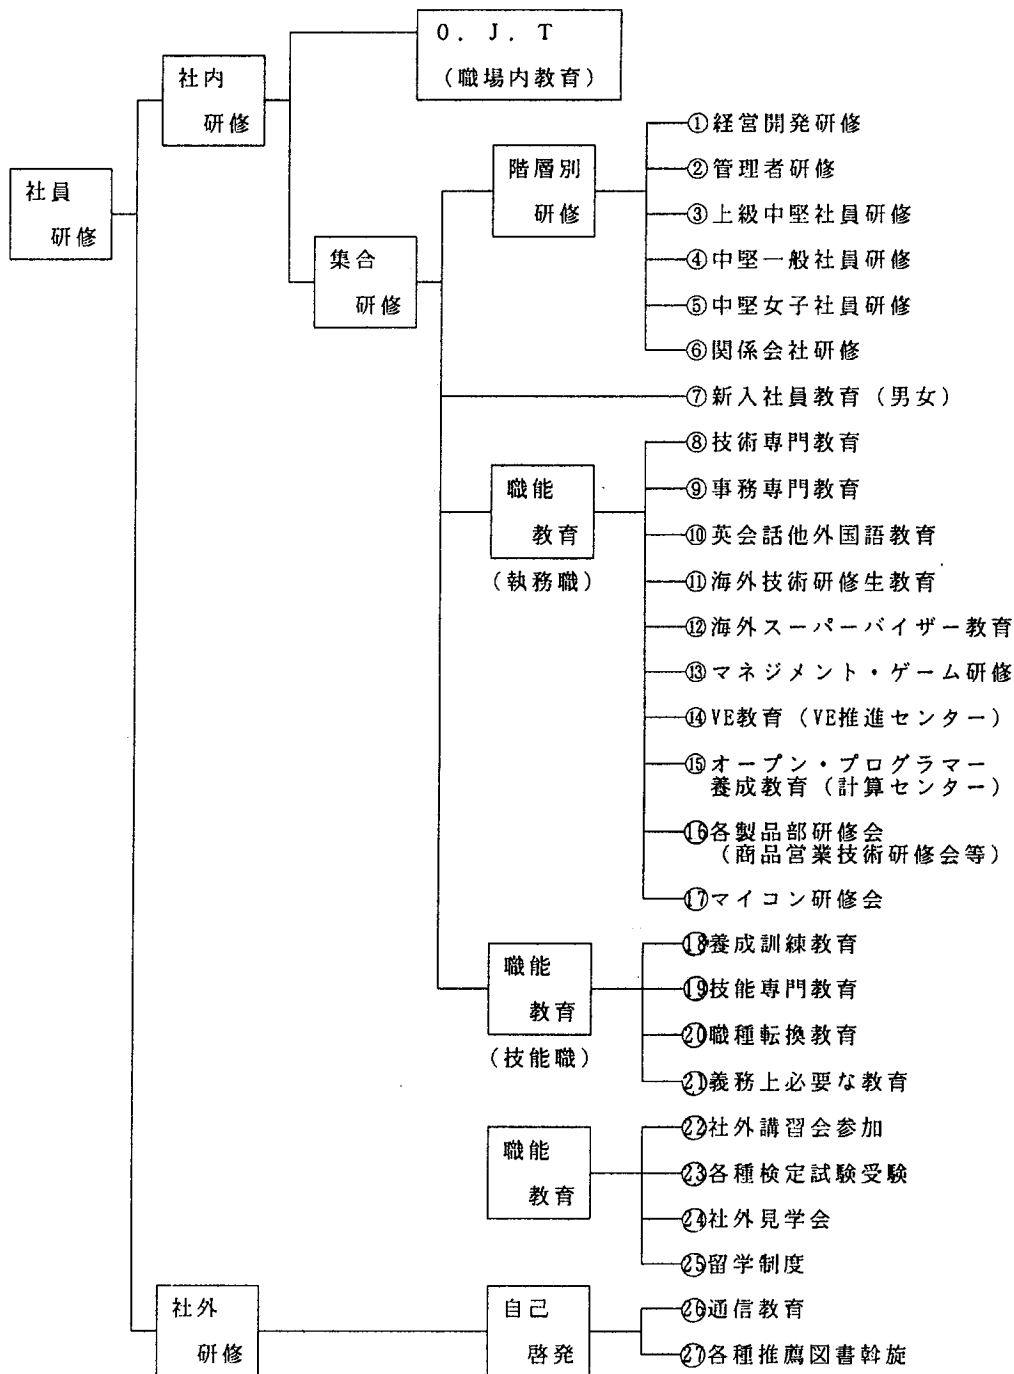 O. J. T
(職場内教育)
社内
研修
①経営開発研修
階層別
研修
②管理者研修
社員
研修
③上級中堅社員研修
集合
研修
④中堅一般社員研修
⑤中堅女子社員研修
⑥関係会社研修
⑦新入社員教育(男女)
⑧技術専門教育
職能
教育
(執務職)
⑨事務専門教育
⑩英会話他外国語教育
⑪海外技術研修生教育
⑫海外スーパーバイザー教育
⑬マネジメント・ゲーム研修
⑭VE教育(VE推進センター)
⑮オープン・プログラマー
養成教育(計算センター)
⑯各製品部研修会
(商品営業技術研修会等)
⑰マイコン研修会
職能
教育
(技能職)
⑱養成訓練教育
⑲技能専門教育
⑳職種転換教育
㉑義務上必要な教育
職能
教育
㉒社外講習会参加
㉓各種検定試験受験
㉔社外見学会
㉕留学制度
社外
研修
自己
啓発
㉖通信教育
㉗各種推薦図書斡旋